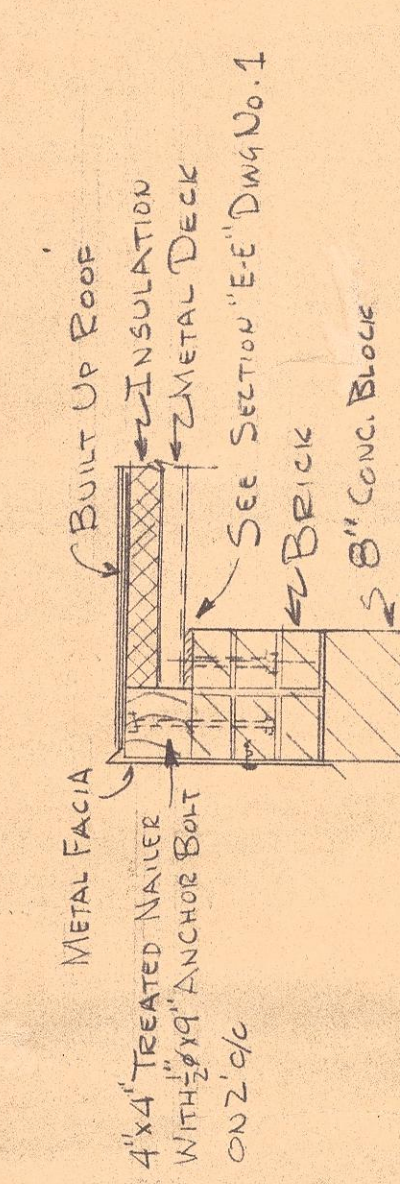 BUILT UP ROOF
INSULATION
METAL DECK
SEE SECTION "E-E" DWG NO. 1
BRICK
8" CONC. BLOCK
METAL FACIA
4"x4" TREATED NAILER
WITH 1/2"øx9" ANCHOR BOLT
ON 2' O/C